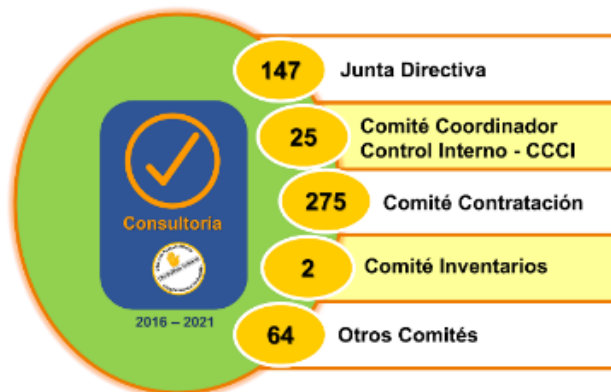 147
Junta Directiva
25
Comité Coordinador
Control Interno - CCCI
275
Comité Contratación
2
Comité Inventarios
64
Otros Comités
Consultoria
2016 – 2021